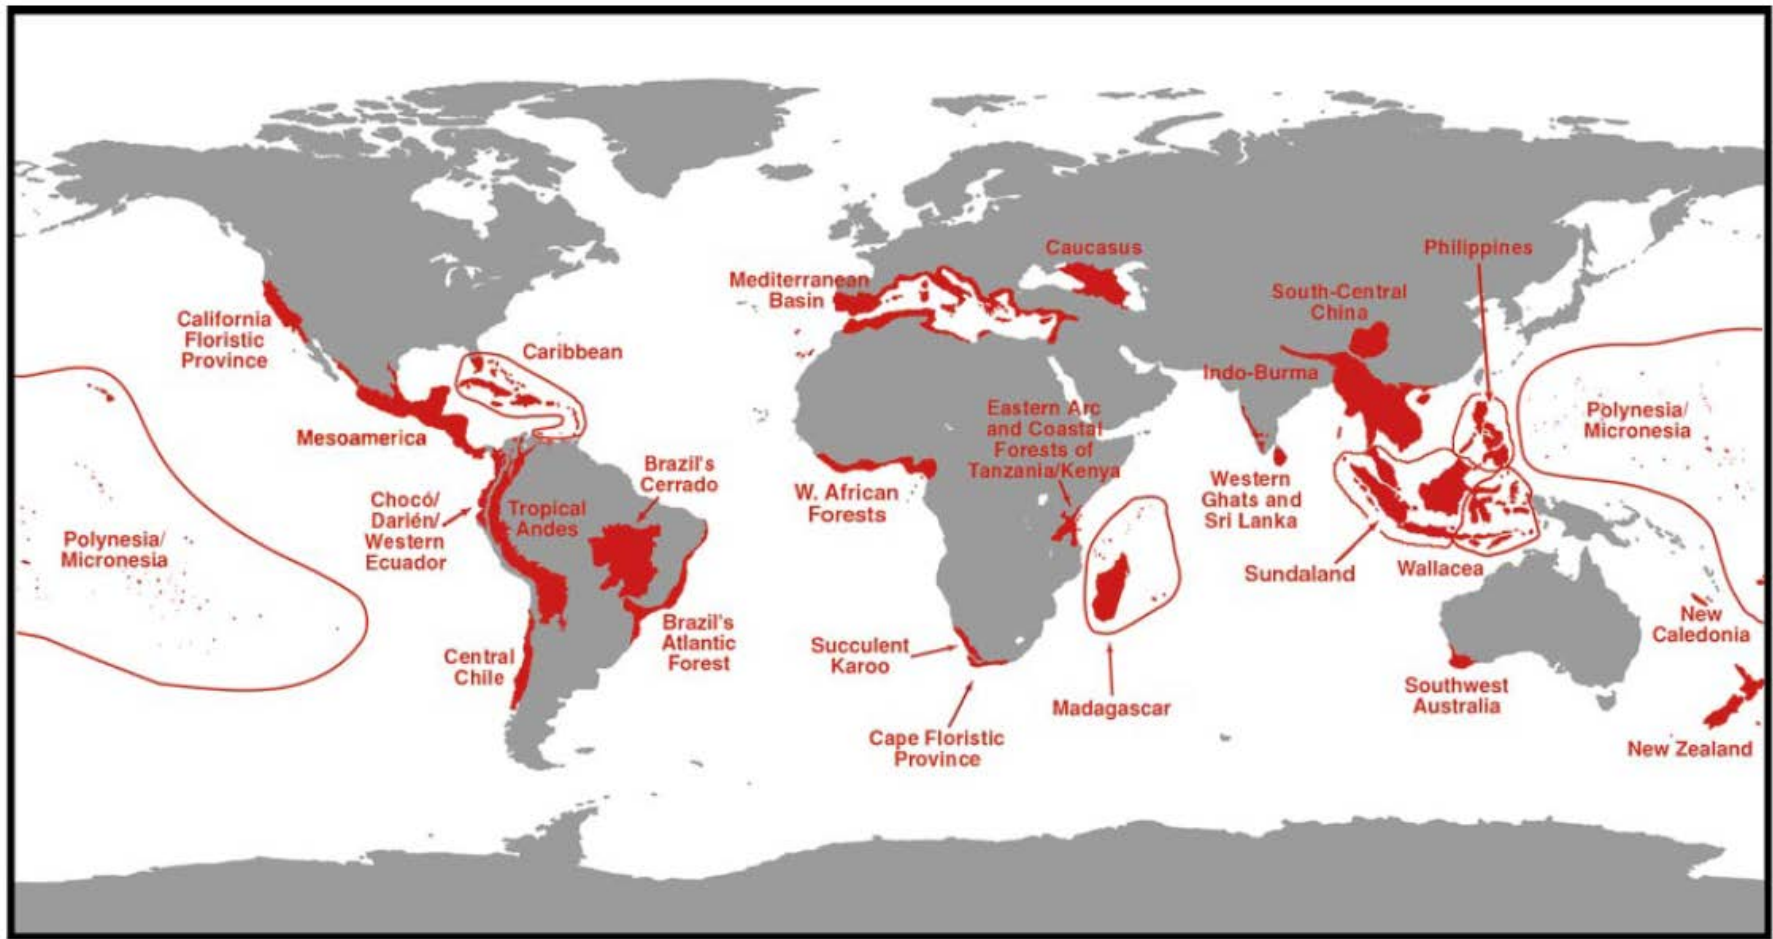 Caucasus
Philippines
Mediterranean
Basin
South-Central
China
California
Floristic
Province
Caribbean
Indo-Burma
Eastern Arc
and Coastal
Forests of
Tanzania/Kenya
Polynesia/
Micronesia
Mesoamerica
Brazil's
Cerrado
Western
Ghats and
Sri Lanka
W. African
Forests
Chocó/
Darién/
Western
Ecuador
Tropical
Andes
Polynesia/
Micronesia
Sundaland
Wallacea
New
Caledonia
Brazil's
Atlantic
Forest
Succulent
Karoo
Central
Chile
Southwest
Australia
Madagascar
Cape Floristic
Province
New Zealand